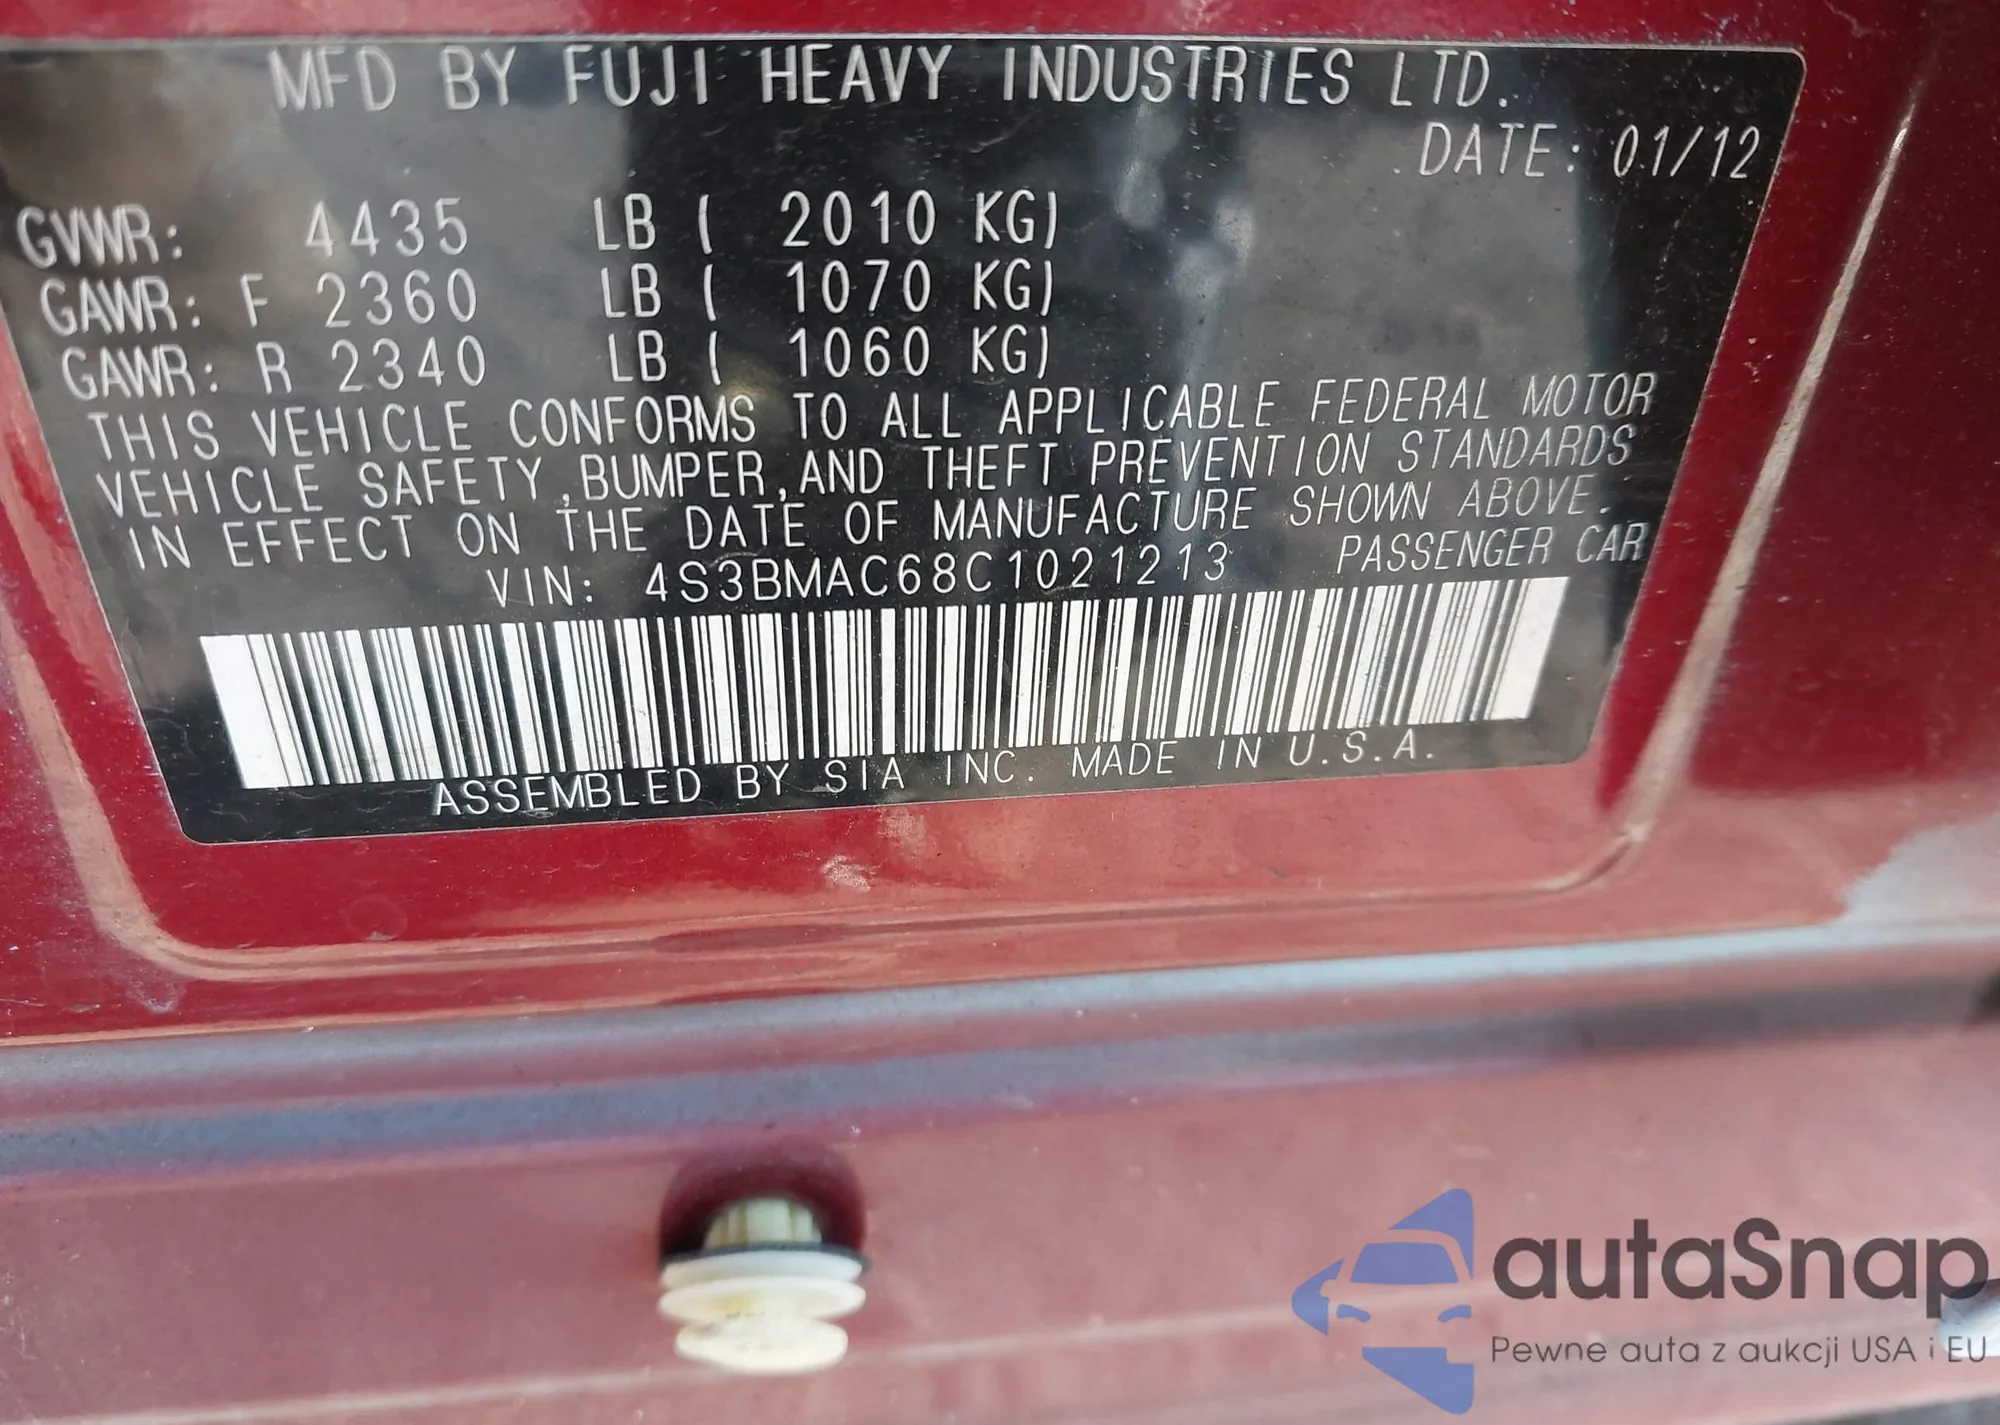 MFD BY FUJI HEAVY INDUSTRIES LTD.
DATE: 01/12
GVWR: 4435 LB ( 2010 KG)
GAWR: F 2360 LB ( 1070 KG)
GAWR: R 2340 LB ( 1060 KG)
THIS VEHICLE CONFORMS TO ALL APPLICABLE FEDERAL MOTOR
VEHICLE SAFETY,BUMPER,AND THEFT PREVENTION STANDARDS
IN EFFECT ON THE DATE OF MANUFACTURE SHOWN ABOVE.
VIN: 4S3BMAC68C1021213 PASSENGER CAR
ASSEMBLED BY SIA INC. MADE IN U.S.A.
autaSnap
Pewne auta z aukcji USA i EU